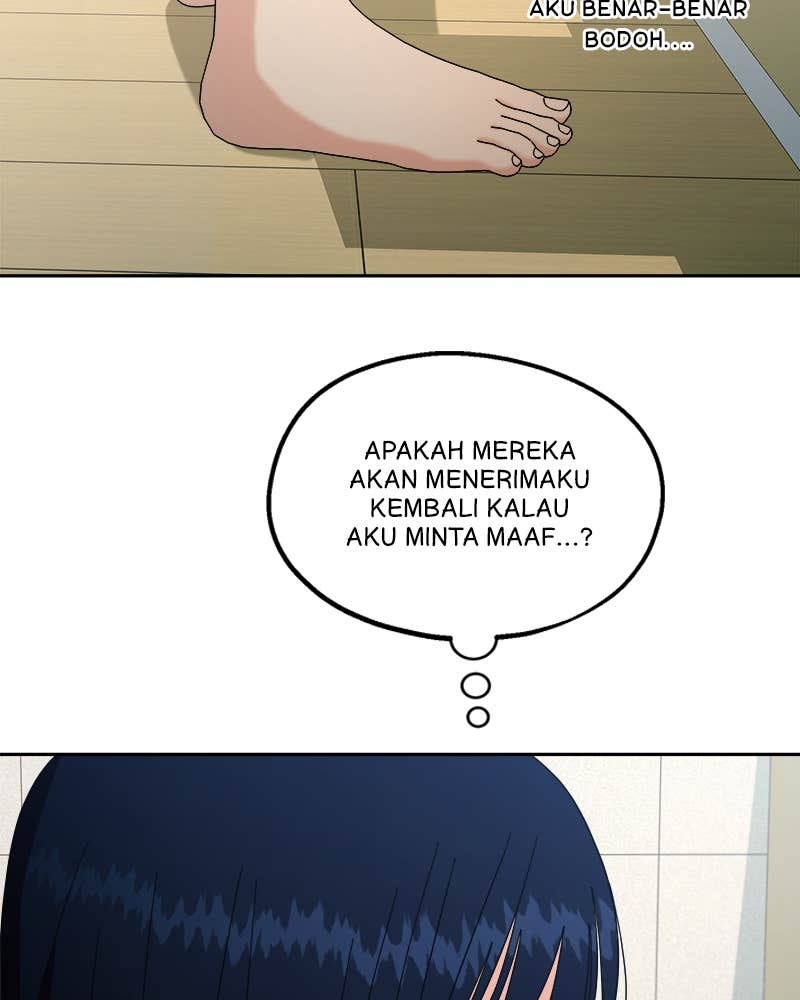 AKU BENAR-BENAR
BODOH....
APAKAH MEREKA
AKAN MENERIMAKU
KEMBALI KALAU
AKU MINTA MAAF...?